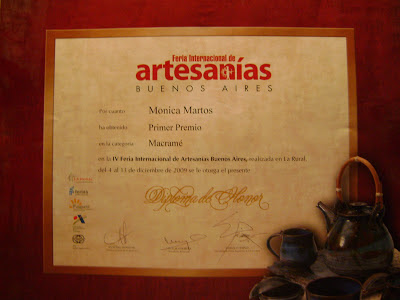 Feria Internacional de
artesanías
BUENOS AIRES
Por cuanto: Monica Martos
ha obtenido Primer Premio
en la categoría: Macramé
en la IV Feria Internacional de Artesanías Buenos Aires, realizada en La Rural,
del 4 al 13 de diciembre de 2009 se le otorga el presente
Diploma de Honor